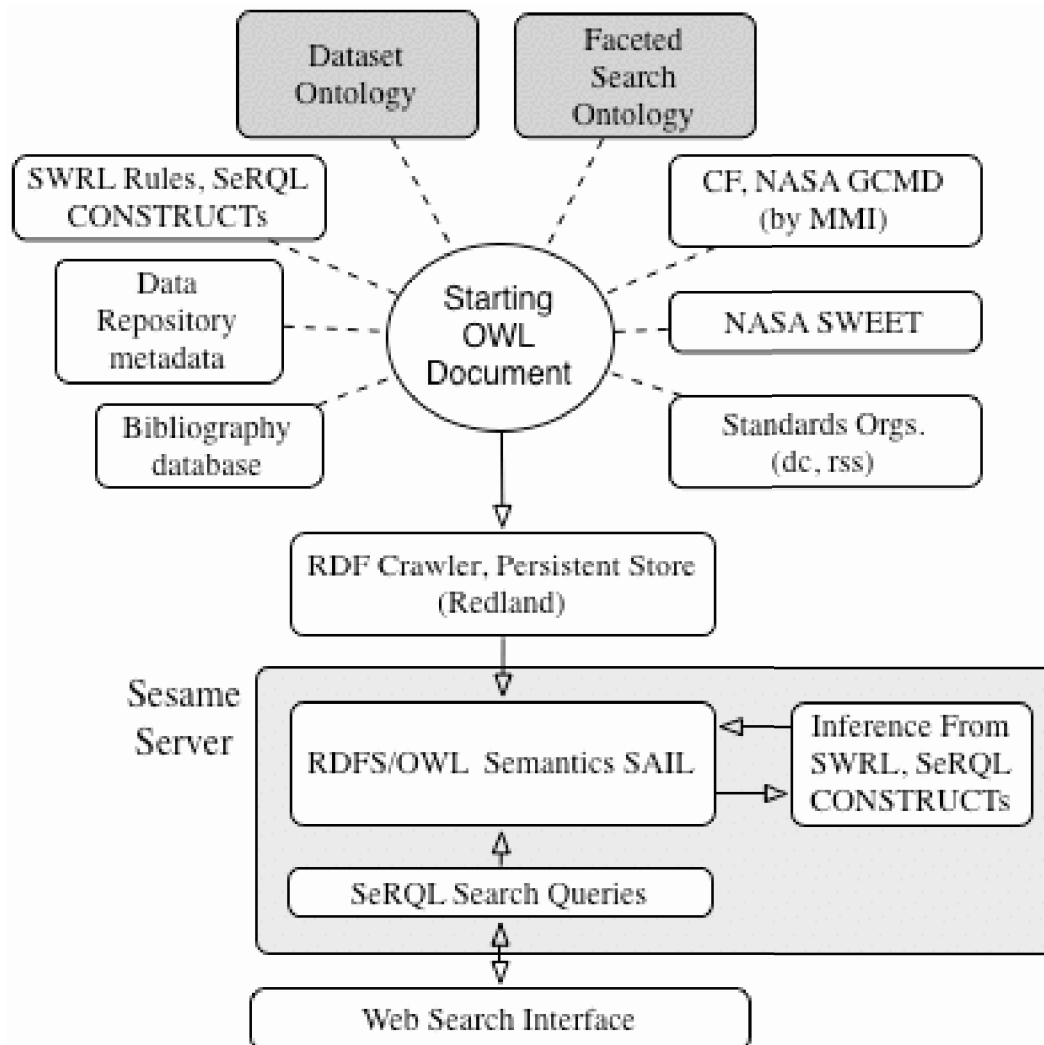 Dataset
Ontology
Faceted
Search
Ontology
SWRL Rules, SeRQL
CONSTRUCTs
CF, NASA GCMD
(by MMI)
Data
Repository
metadata
Starting
OWL
Document
NASA SWEET
Bibliography
database
Standards Orgs.
(dc, rss)
RDF Crawler, Persistent Store
(Redland)
Sesame
Server
RDFS/OWL Semantics SAIL
Inference From
SWRL, SeRQL
CONSTRUCTs
SeRQL Search Queries
Web Search Interface